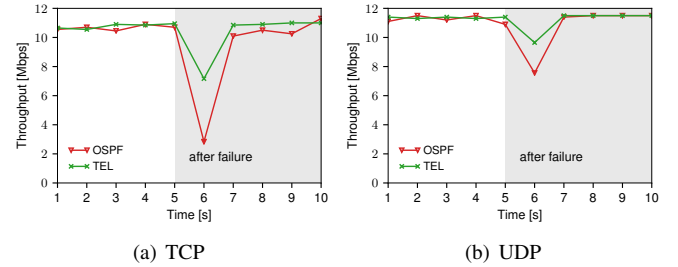 Throughput [Mbps]
12
10
8
6
4
2
0
OSPF
TEL
after failure
1 2 3 4 5 6 7 8 9 10
Time [s]
(a) TCP
Throughput [Mbps]
12
10
8
6
4
2
0
OSPF
TEL
after failure
1 2 3 4 5 6 7 8 9 10
Time [s]
(b) UDP